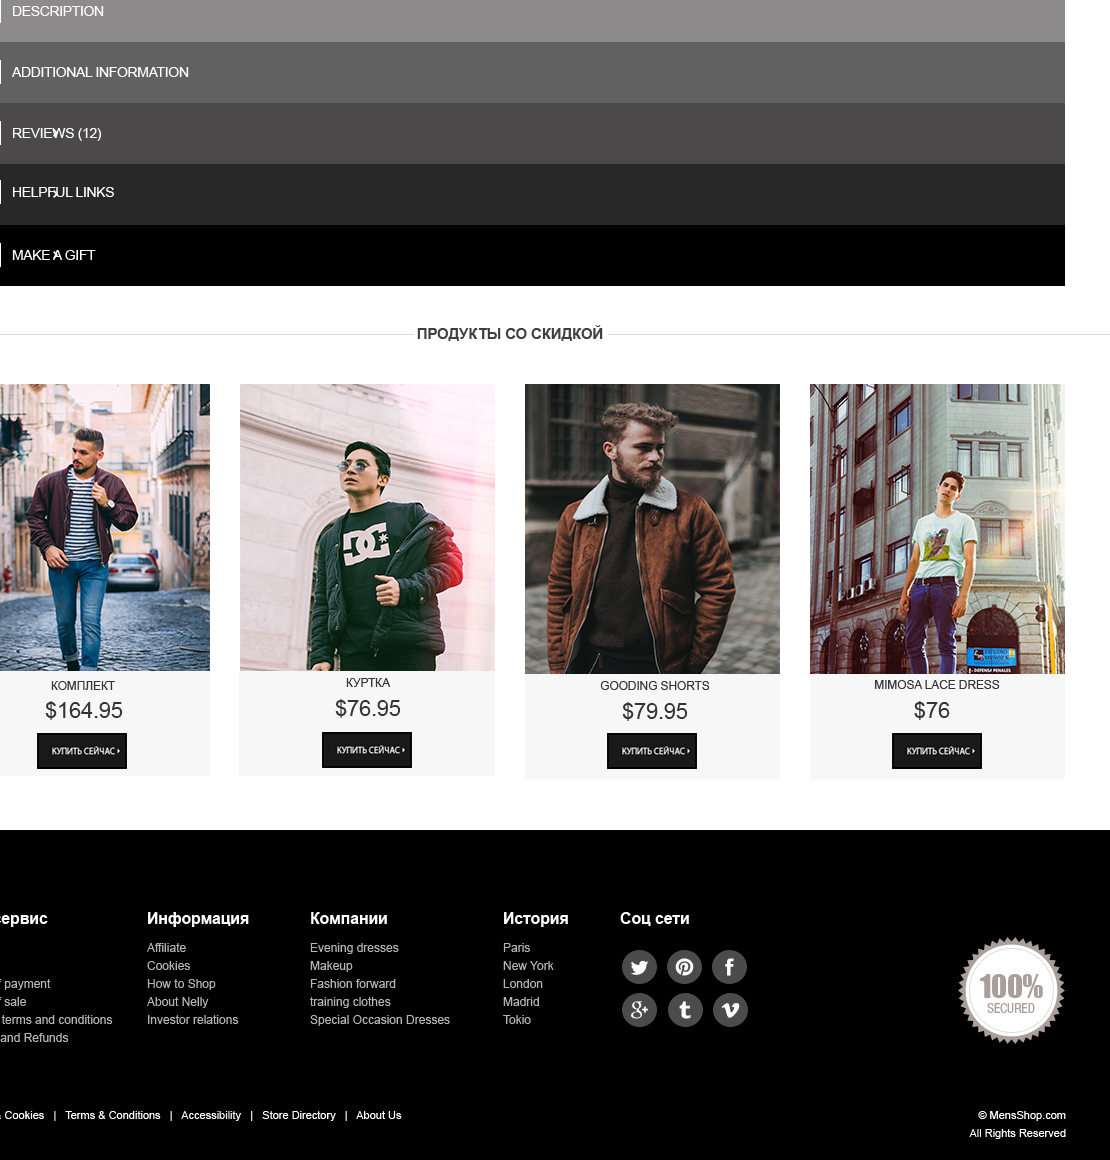 DESCRIPTION
ADDITIONAL INFORMATION
REVIEWS (12)
HELPFUL LINKS
MAKE A GIFT
ПРОДУКТЫ СО СКИДКОЙ
КОМПЛЕКТ
$164.95
КУПИТЬ СЕЙЧАС
КУРТКА
$76.95
КУПИТЬ СЕЙЧАС
GOODING SHORTS
$79.95
КУПИТЬ СЕЙЧАС
MIMOSA LACE DRESS
$76
КУПИТЬ СЕЙЧАС
Информация
Affiliate
Cookies
How to Shop
About Nelly
Investor relations
Компании
Evening dresses
Makeup
Fashion forward
training clothes
Special Occasion Dresses
История
Paris
New York
London
Madrid
Tokio
Соц сети
payment
sale
terms and conditions
and Refunds
100%
SECURED
Cookies | Terms & Conditions | Accessibility | Store Directory | About Us
© MensShop.com
All Rights Reserved